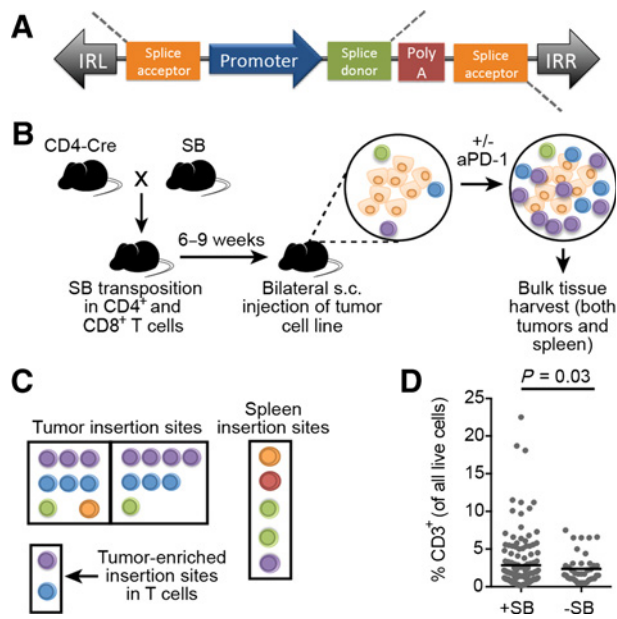 A
IRL
Splice
acceptor
Promoter
Splice
donor
Poly
A
Splice
acceptor
IRR
B
CD4-Cre
SB
X
6–9 weeks
+/-
aPD-1
SB transposition
in CD4+ and
CD8+ T cells
Bilateral s.c.
injection of tumor
cell line
Bulk tissue
harvest (both
tumors and
spleen)
C
Tumor insertion sites
Spleen
insertion sites
Tumor-enriched
insertion sites
in T cells
D
P = 0.03
% CD3+ (of all live cells)
25
20
15
10
5
0
+SB
-SB